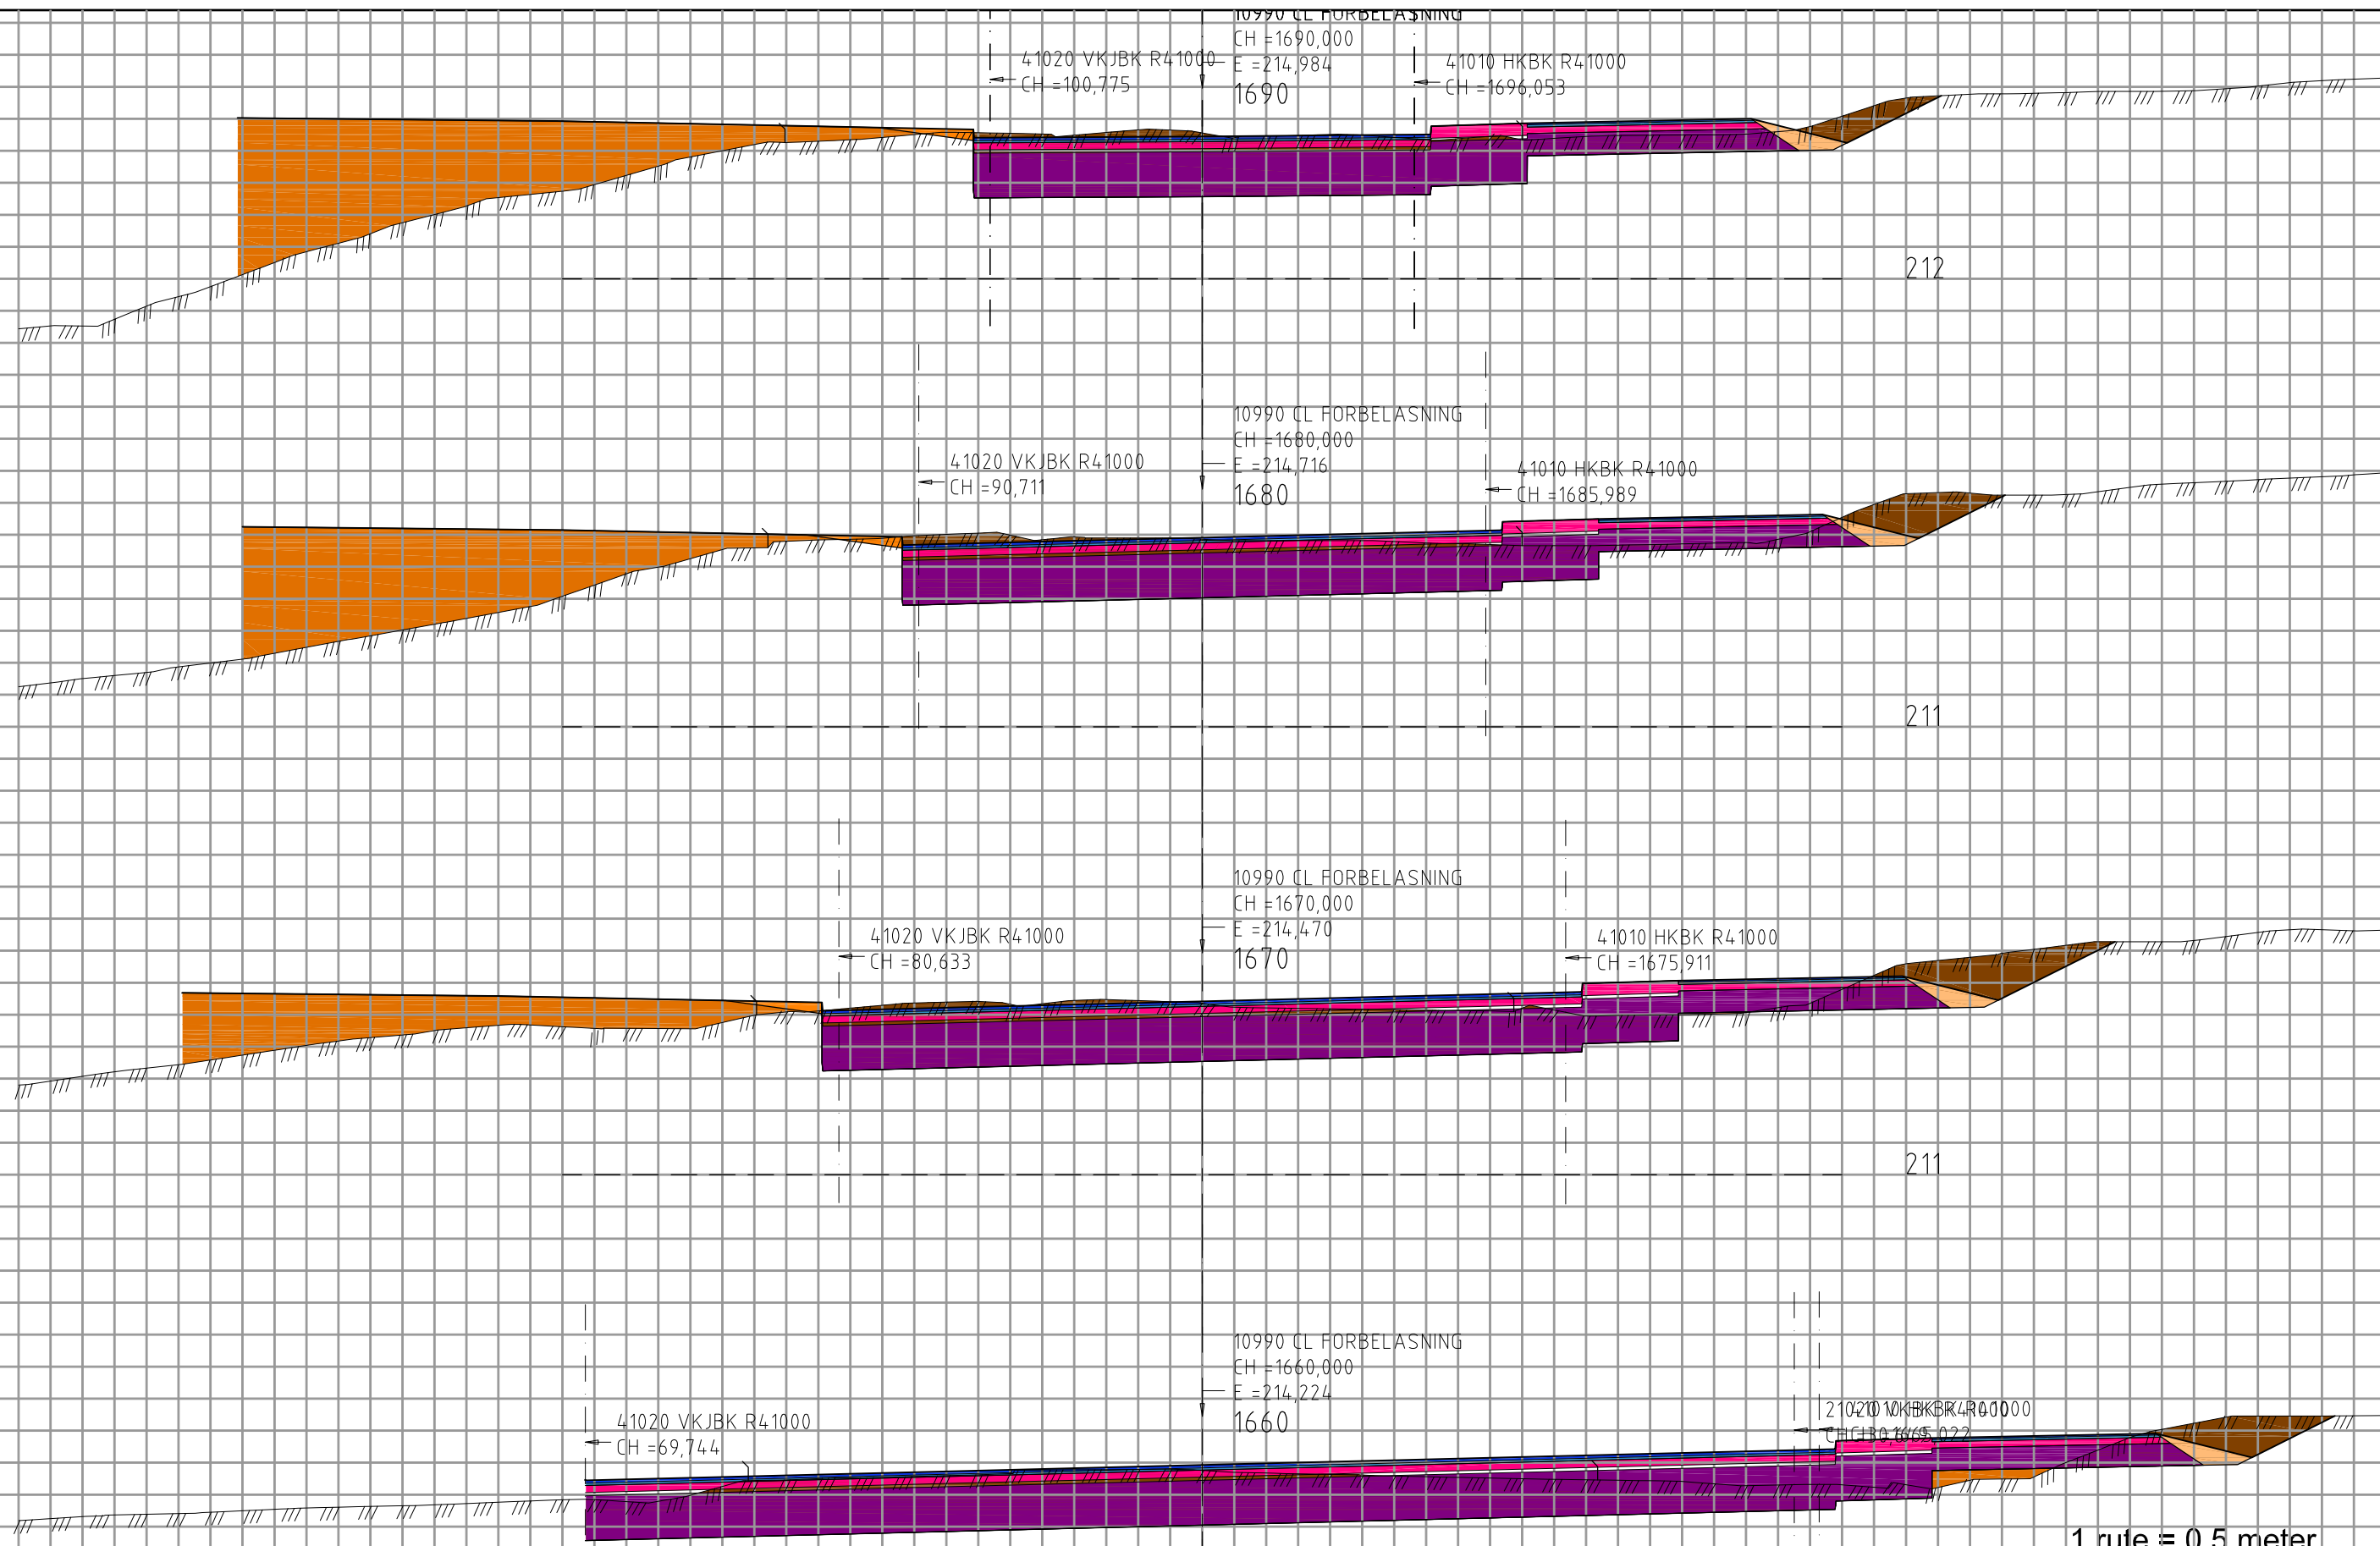 10990 CL FORBELASNING
CH =1690,000
41020 VKJBK R41000
E =214,984
41010 HKBK R41000
CH =100,775
CH =1696,053
1690
212
10990 CL FORBELASNING
CH =1680,000
41020 VKJBK R41000
E =214,716
41010 HKBK R41000
CH =90,711
1680
CH =1685,989
211
10990 CL FORBELASNING
CH =1670,000
41020 VKJBK R41000
E =214,470
41010 HKBK R41000
CH =80,633
1670
CH =1675,911
211
10990 CL FORBELASNING
CH =1660,000
E =214,224
41020 VKJBK R41000
1660
CH =69,744
1 rute = 0,5 meter